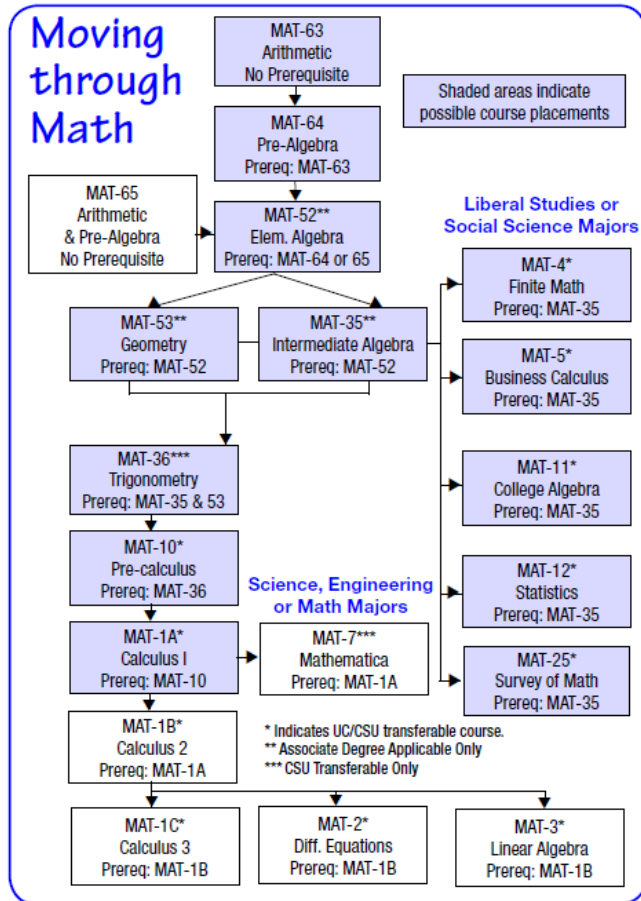 Moving
through
Math
MAT-63
Arithmetic
No Prerequisite
Shaded areas indicate
possible course placements
MAT-64
Pre-Algebra
Prereq: MAT-63
MAT-65
Arithmetic
& Pre-Algebra
No Prerequisite
MAT-52**
Elem. Algebra
Prereq: MAT-64 or 65
Liberal Studies or
Social Science Majors
MAT-4*
Finite Math
Prereq: MAT-35
MAT-53**
Geometry
Prereq: MAT-52
MAT-35**
Intermediate Algebra
Prereq: MAT-52
MAT-5*
Business Calculus
Prereq: MAT-35
MAT-36***
Trigonometry
Prereq: MAT-35 & 53
MAT-11*
College Algebra
Prereq: MAT-35
MAT-10*
Pre-calculus
Prereq: MAT-36
MAT-12*
Statistics
Prereq: MAT-35
Science, Engineering
or Math Majors
MAT-1A*
Calculus I
Prereq: MAT-10
MAT-7***
Mathematica
Prereq: MAT-1A
MAT-25*
Survey of Math
Prereq: MAT-35
MAT-1B*
Calculus 2
Prereq: MAT-1A
* Indicates UC/CSU transferable course.
** Associate Degree Applicable Only
*** CSU Transferable Only
MAT-1C*
Calculus 3
Prereq: MAT-1B
MAT-2*
Diff. Equations
Prereq: MAT-1B
MAT-3*
Linear Algebra
Prereq: MAT-1B